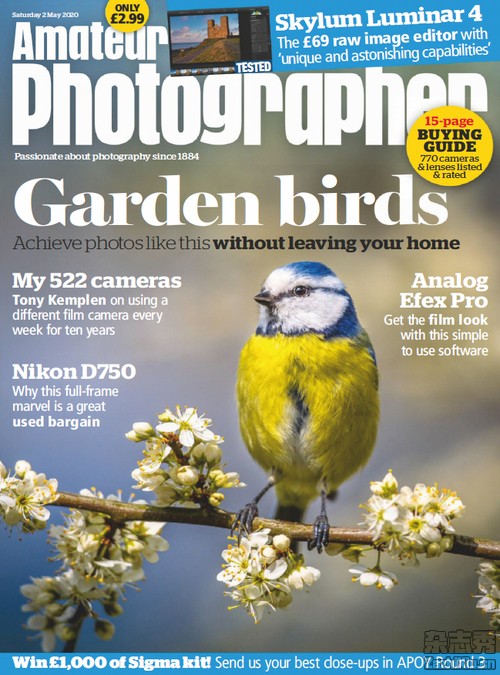 Saturday 2 May 2020
ONLY
£2.99
Amateur
Photographer
Passionate about photography since 1884
TESTED
Skylum Luminar 4
The £69 raw image editor with
'unique and astonishing capabilities'
15-page
BUYING
GUIDE
770 cameras
& lenses listed
& rated
Garden birds
Achieve photos like this without leaving your home
My 522 cameras
Tony Kemplen on using a
different film camera every
week for ten years
Nikon D750
Why this full-frame
marvel is a great
used bargain
Analog
Efex Pro
Get the film look
with this simple
to use software
Win £1,000 of Sigma kit! Send us your best close-ups in APOY Round 3
杂志秀